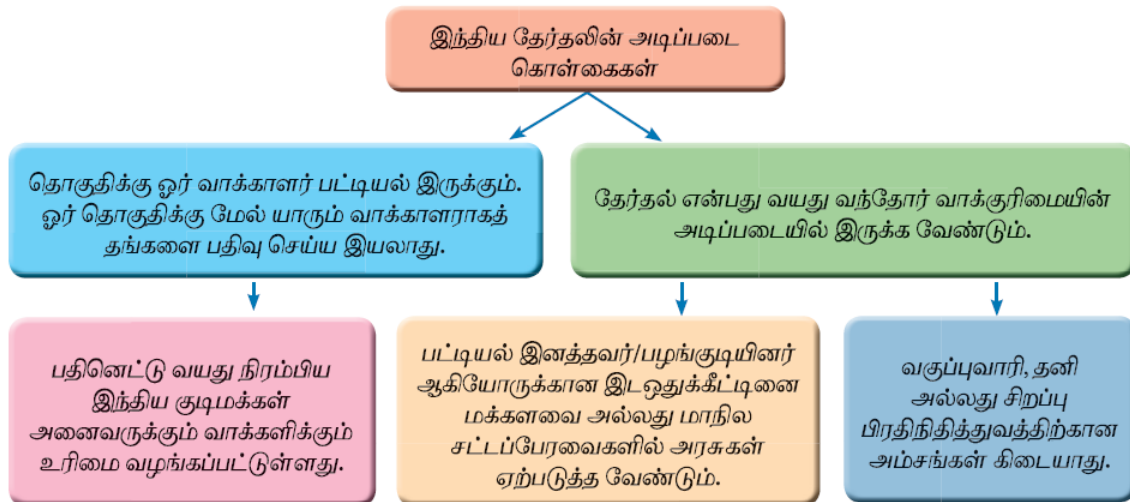 இந்திய தேர்தலின் அடிப்படை
கொள்கைகள்
தொகுதிக்கு ஓர் வாக்காளர் பட்டியல் இருக்கும்.
ஓர் தொகுதிக்கு மேல் யாரும் வாக்காளராகத்
தங்களை பதிவு செய்ய இயலாது.
தேர்தல் என்பது வயது வந்தோர் வாக்குரிமையின்
அடிப்படையில் இருக்க வேண்டும்.
பதினெட்டு வயது நிரம்பிய
இந்திய குடிமக்கள்
அனைவருக்கும் வாக்களிக்கும்
உரிமை வழங்கப்பட்டுள்ளது.
பட்டியல் இனத்தவர்/பழங்குடியினர்
ஆகியோருக்கான இடஒதுக்கீட்டினை
மக்களவை அல்லது மாநில
சட்டப்பேரவைகளில் அரசுகள்
ஏற்படுத்த வேண்டும்.
வகுப்புவாரி, தனி
அல்லது சிறப்பு
பிரதிநிதித்துவத்திற்கான
அம்சங்கள் கிடையாது.